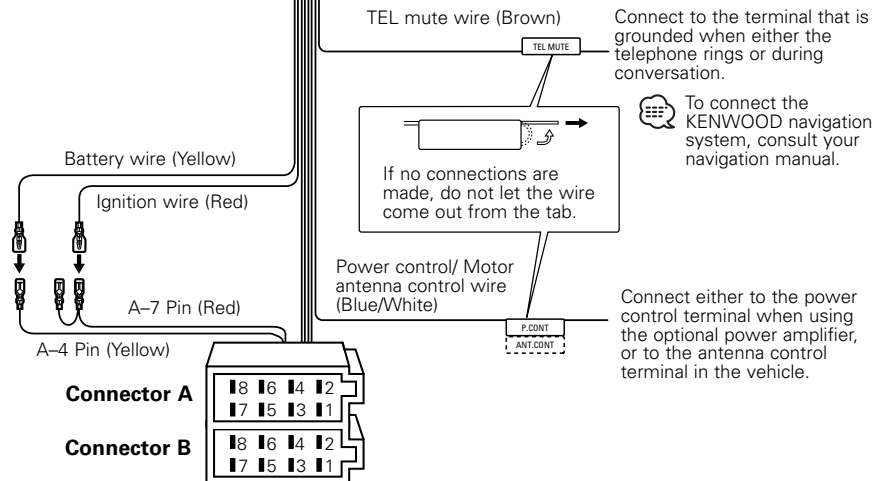 TEL mute wire (Brown)
TEL MUTE
Connect to the terminal that is
grounded when either the
telephone rings or during
conversation.
To connect the
KENWOOD navigation
system, consult your
navigation manual.
If no connections are
made, do not let the wire
come out from the tab.
Battery wire (Yellow)
Ignition wire (Red)
Power control/ Motor
antenna control wire
(Blue/White)
P.CONT
ANT.CONT
Connect either to the power
control terminal when using
the optional power amplifier,
or to the antenna control
terminal in the vehicle.
A–7 Pin (Red)
A–4 Pin (Yellow)
Connector A
8 6 4 2
7 5 3 1
Connector B
8 6 4 2
7 5 3 1